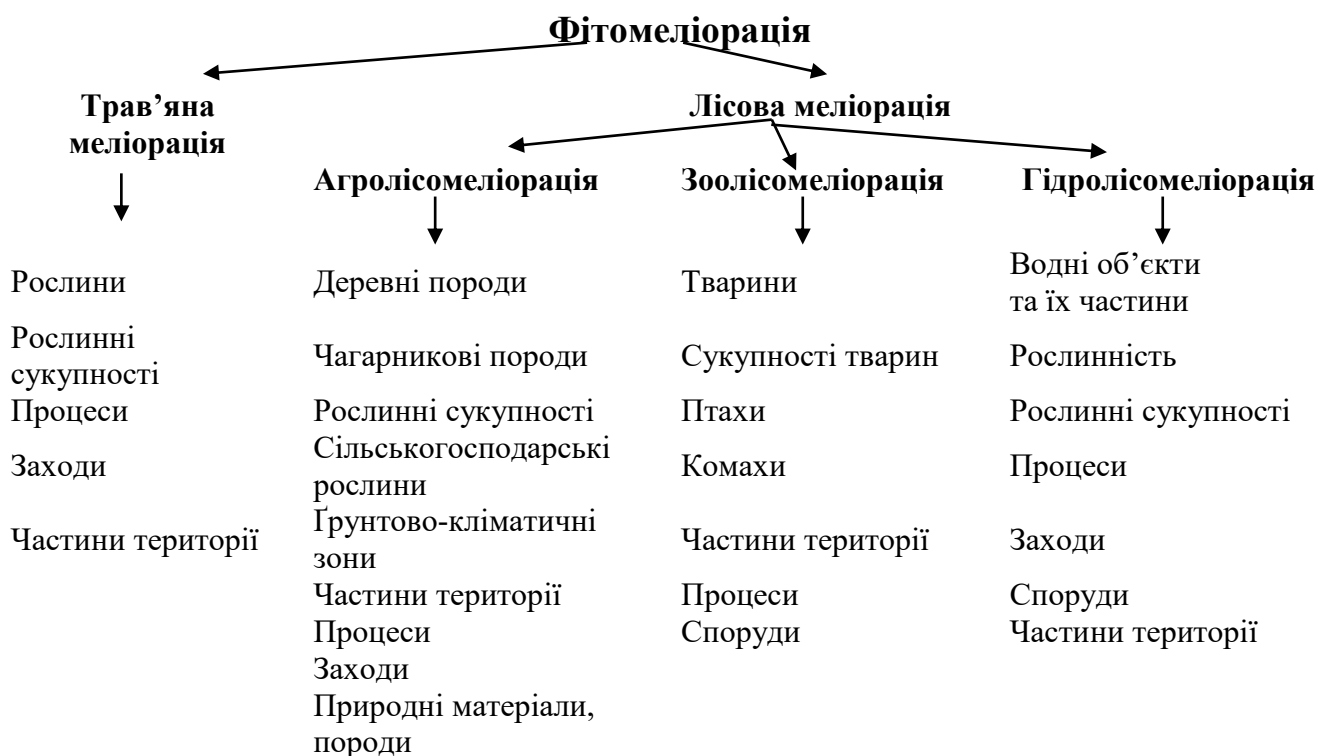 Фітомеліорація
Трав’яна
меліорація
Лісова меліорація
Агролісомеліорація
Зоолісомеліорація
Гідролісомеліорація
Рослини
Рослинні
сукупності
Процеси
Заходи
Частини території
Деревні породи
Чагарникові породи
Рослинні сукупності
Сільськогосподарські
рослини
Ґрунтово-кліматичні
зони
Частини території
Процеси
Заходи
Природні матеріали,
породи
Тварини
Сукупності тварин
Птахи
Комахи
Частини території
Процеси
Споруди
Водні об’єкти
та їх частини
Рослинність
Рослинні сукупності
Процеси
Заходи
Споруди
Частини території